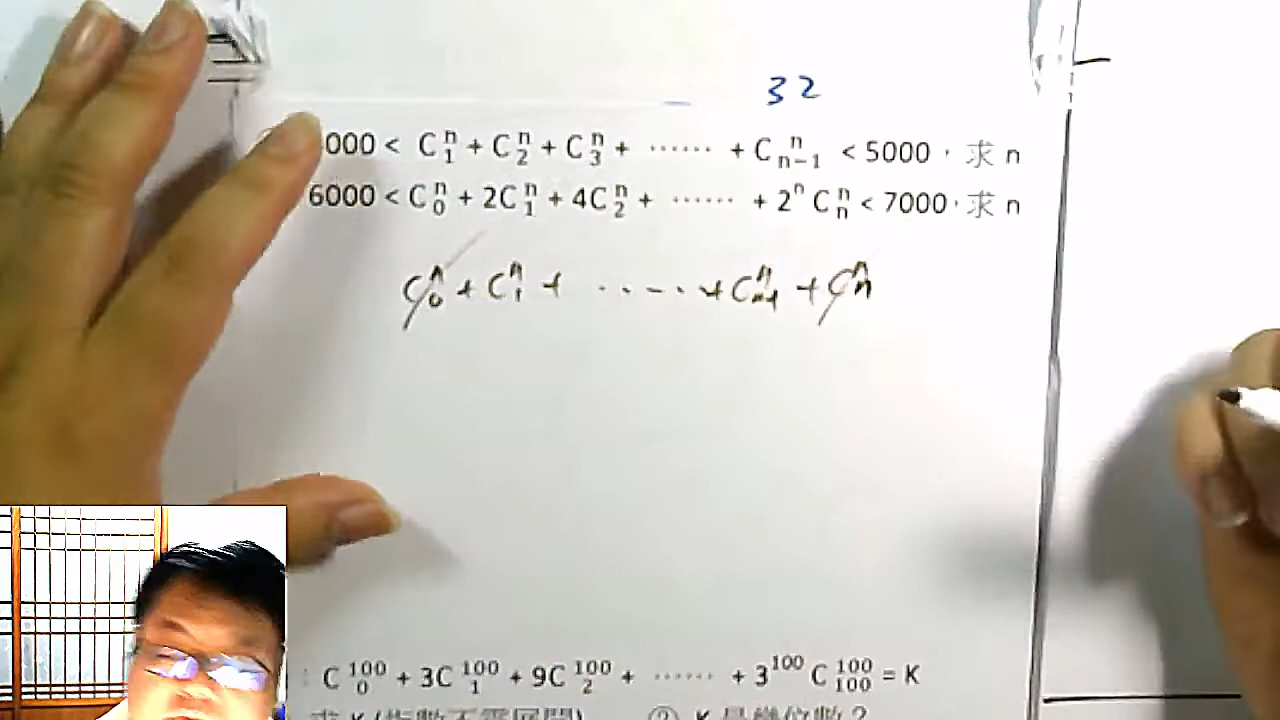 32
000 < C₁ⁿ + C₂ⁿ + C₃ⁿ + …… + Cₙ₋₁ⁿ < 5000，求 n
6000 < C₀ⁿ + 2C₁ⁿ + 4C₂ⁿ + …… + 2ⁿ Cₙⁿ < 7000，求 n
C₀ⁿ + C₁ⁿ + …… + Cₙ₋₁ⁿ + Cₙⁿ
C₀¹⁰⁰ + 3C₁¹⁰⁰ + 9C₂¹⁰⁰ + …… + 3¹⁰⁰ C₁₀₀¹⁰⁰ = K